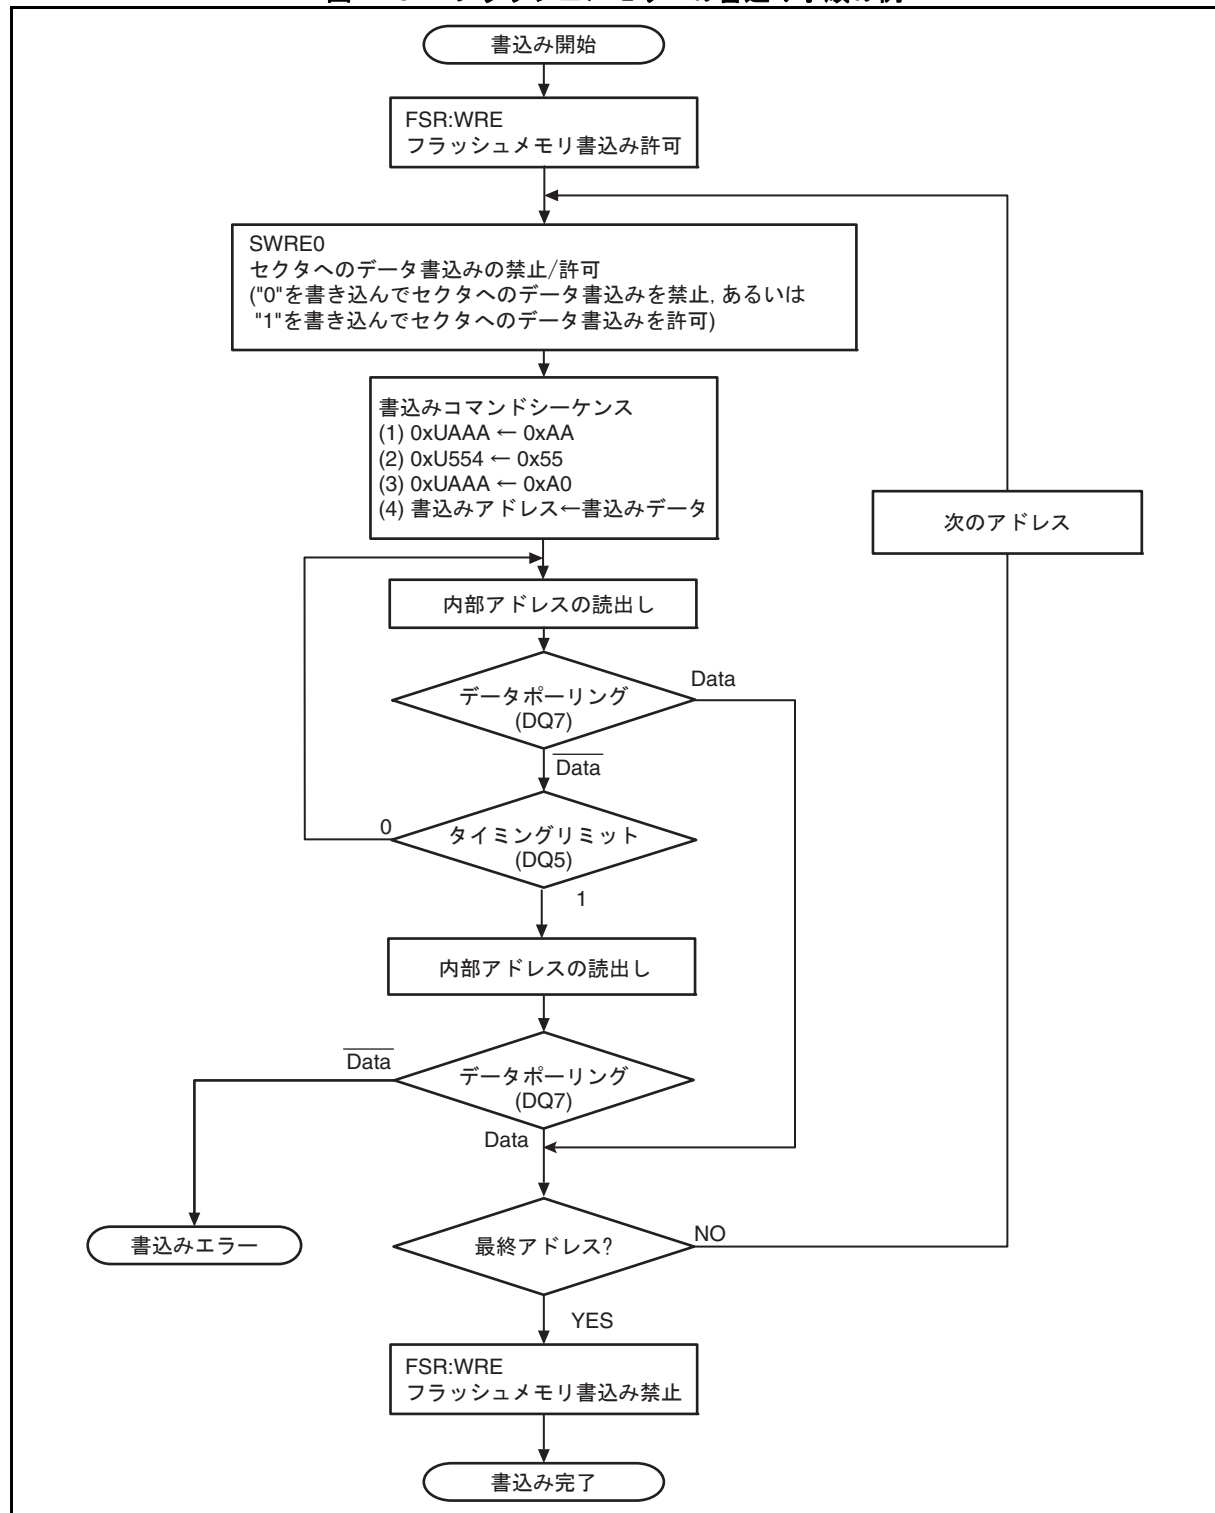 書込み開始
FSR:WRE
フラッシュメモリ書込み許可
SWRE0
セクタへのデータ書込みの禁止/許可
("0"を書き込んでセクタへのデータ書込みを禁止, あるいは
"1"を書き込んでセクタへのデータ書込みを許可)
書込みコマンドシーケンス
(1) 0xUAAA ← 0xAA
(2) 0xU554 ← 0x55
(3) 0xUAAA ← 0xA0
(4) 書込みアドレス←書込みデータ
次のアドレス
内部アドレスの読出し
データポーリング
(DQ7)
Data
Data
タイミングリミット
(DQ5)
0
1
内部アドレスの読出し
データポーリング
(DQ7)
Data
Data
書込みエラー
最終アドレス?
NO
YES
FSR:WRE
フラッシュメモリ書込み禁止
書込み完了